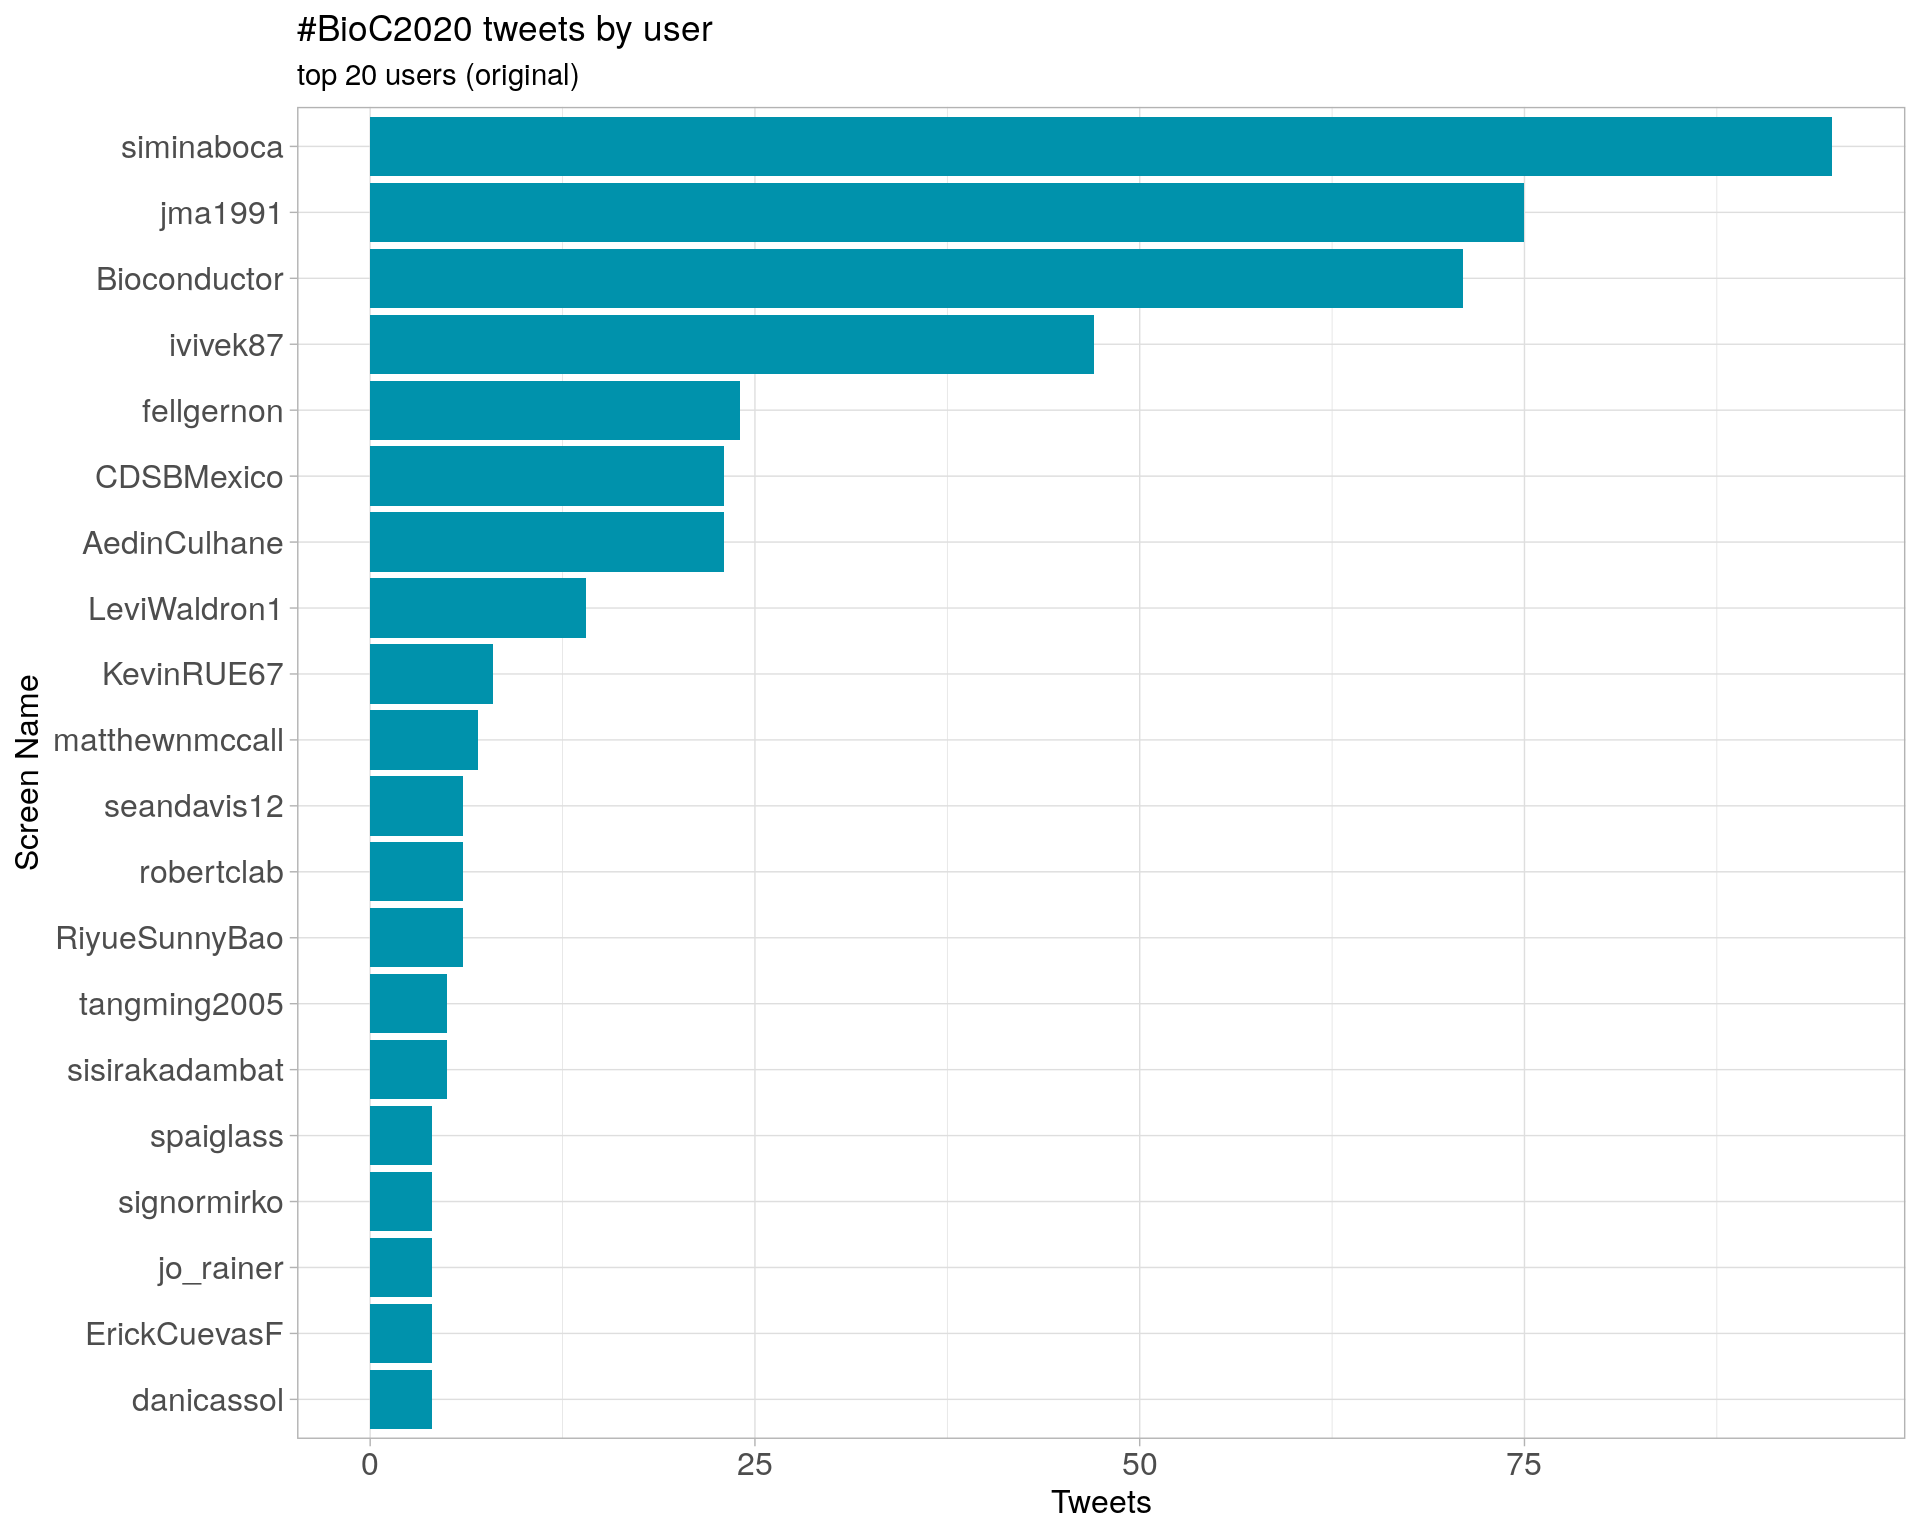 #BioC2020 tweets by user
top 20 users (original)
siminaboca
jma1991
Bioconductor
ivivek87
fellgernon
CDSBMexico
AedinCulhane
LeviWaldron1
KevinRUE67
matthewnmccall
seandavis12
robertclab
RiyueSunnyBao
tangming2005
sisirakadambat
spaiglass
signormirko
jo_rainer
ErickCuevasF
danicassol
Screen Name
0 25 50 75
Tweets